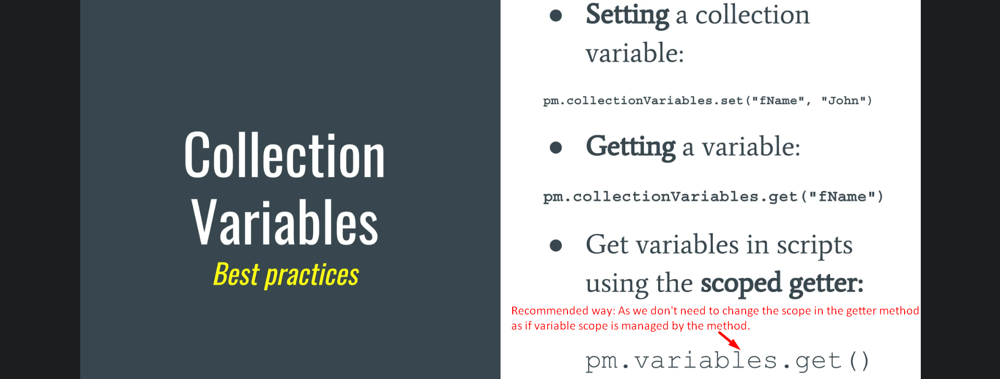 Collection
Variables
Best practices
● Setting a collection
variable:
pm.collectionVariables.set("fName", "John")
● Getting a variable:
pm.collectionVariables.get("fName")
● Get variables in scripts
using the scoped getter:
Recommended way: As we don't need to change the scope in the getter method
as if variable scope is managed by the method.
pm.variables.get()